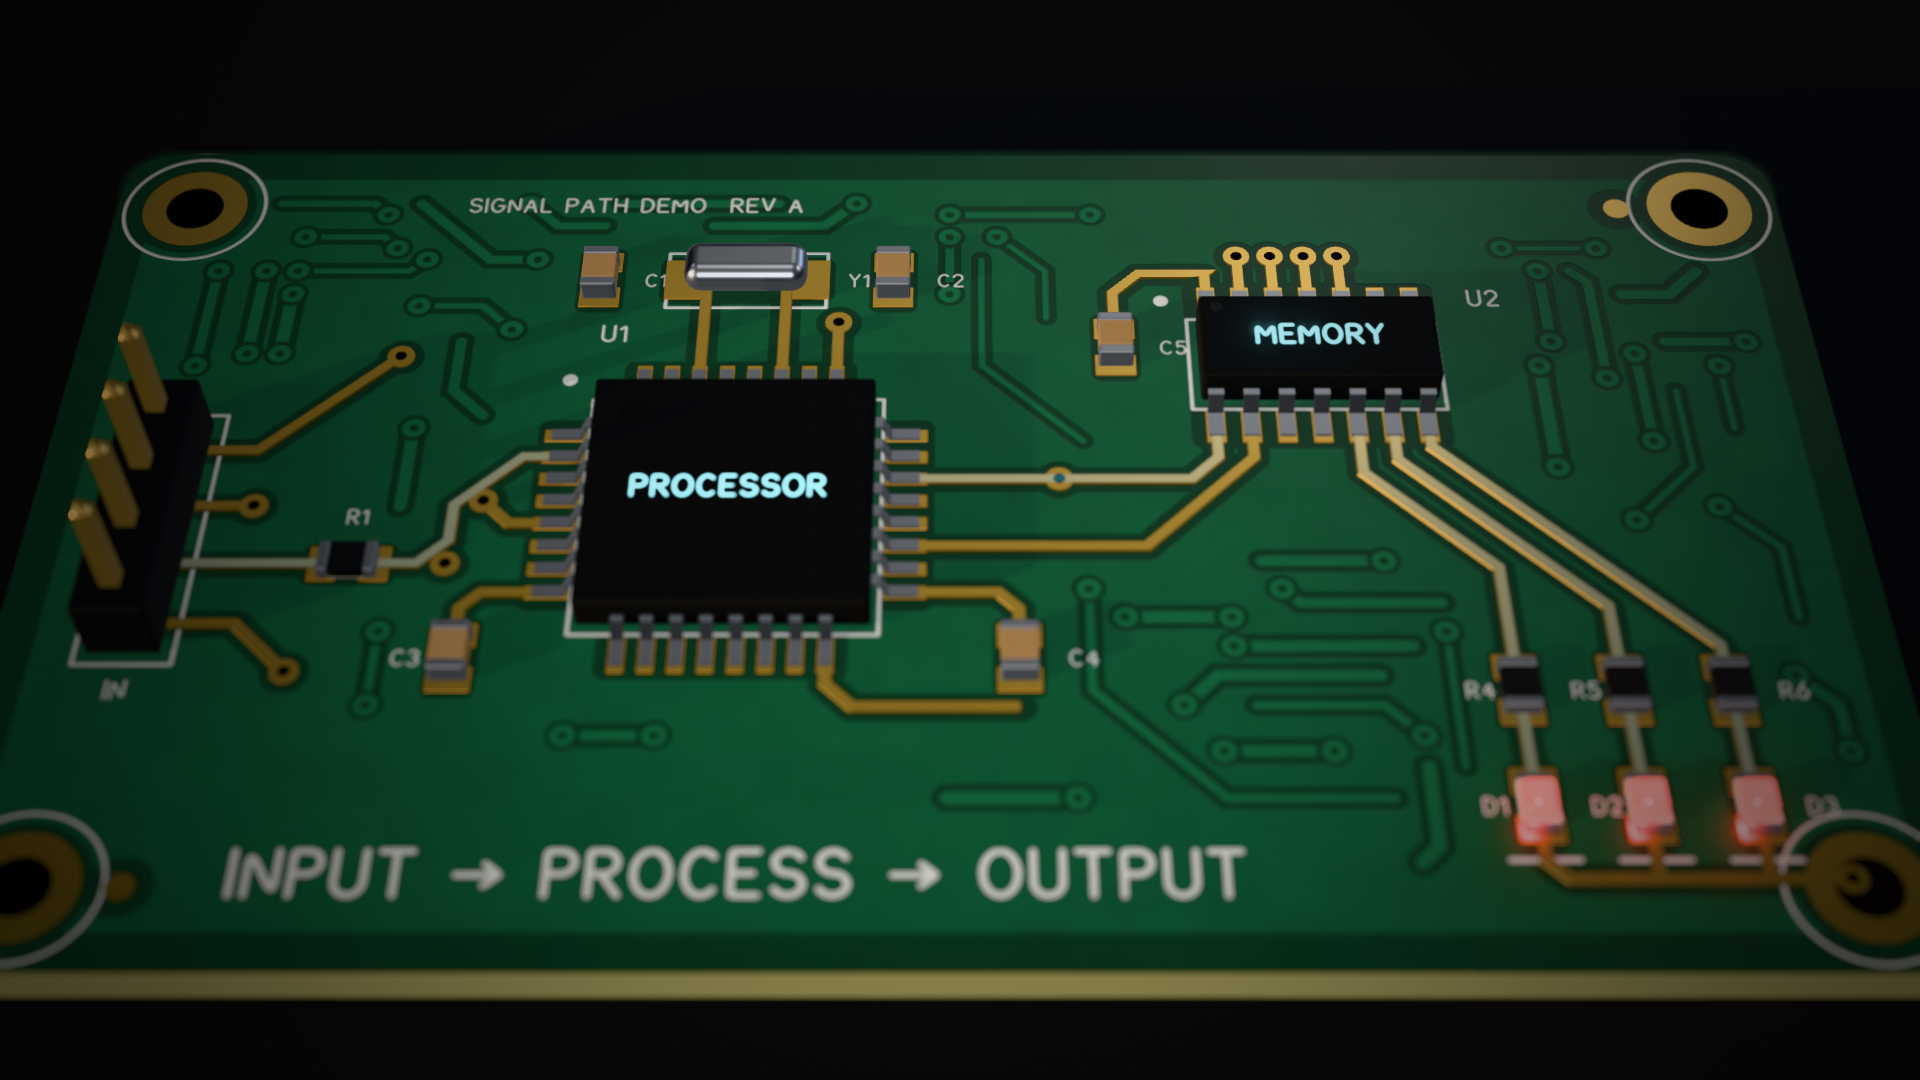 SIGNAL PATH DEMO REV A
C1
Y1
C2
U1
U2
C5
MEMORY
PROCESSOR
R1
C3
C4
IN
R4
R5
R6
D1
D2
D3
INPUT → PROCESS → OUTPUT